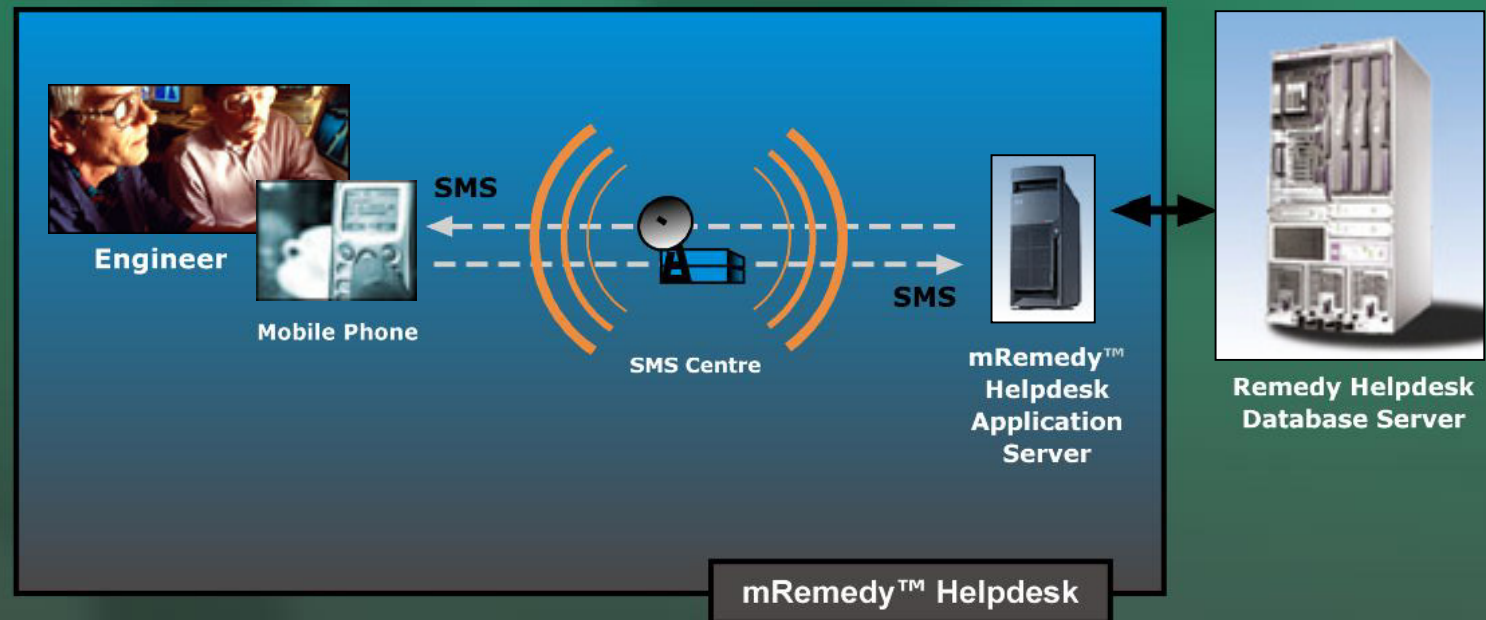 SMS
Engineer
Mobile Phone
SMS Centre
SMS
mRemedy™
Helpdesk
Application
Server
Remedy Helpdesk
Database Server
mRemedy™ Helpdesk